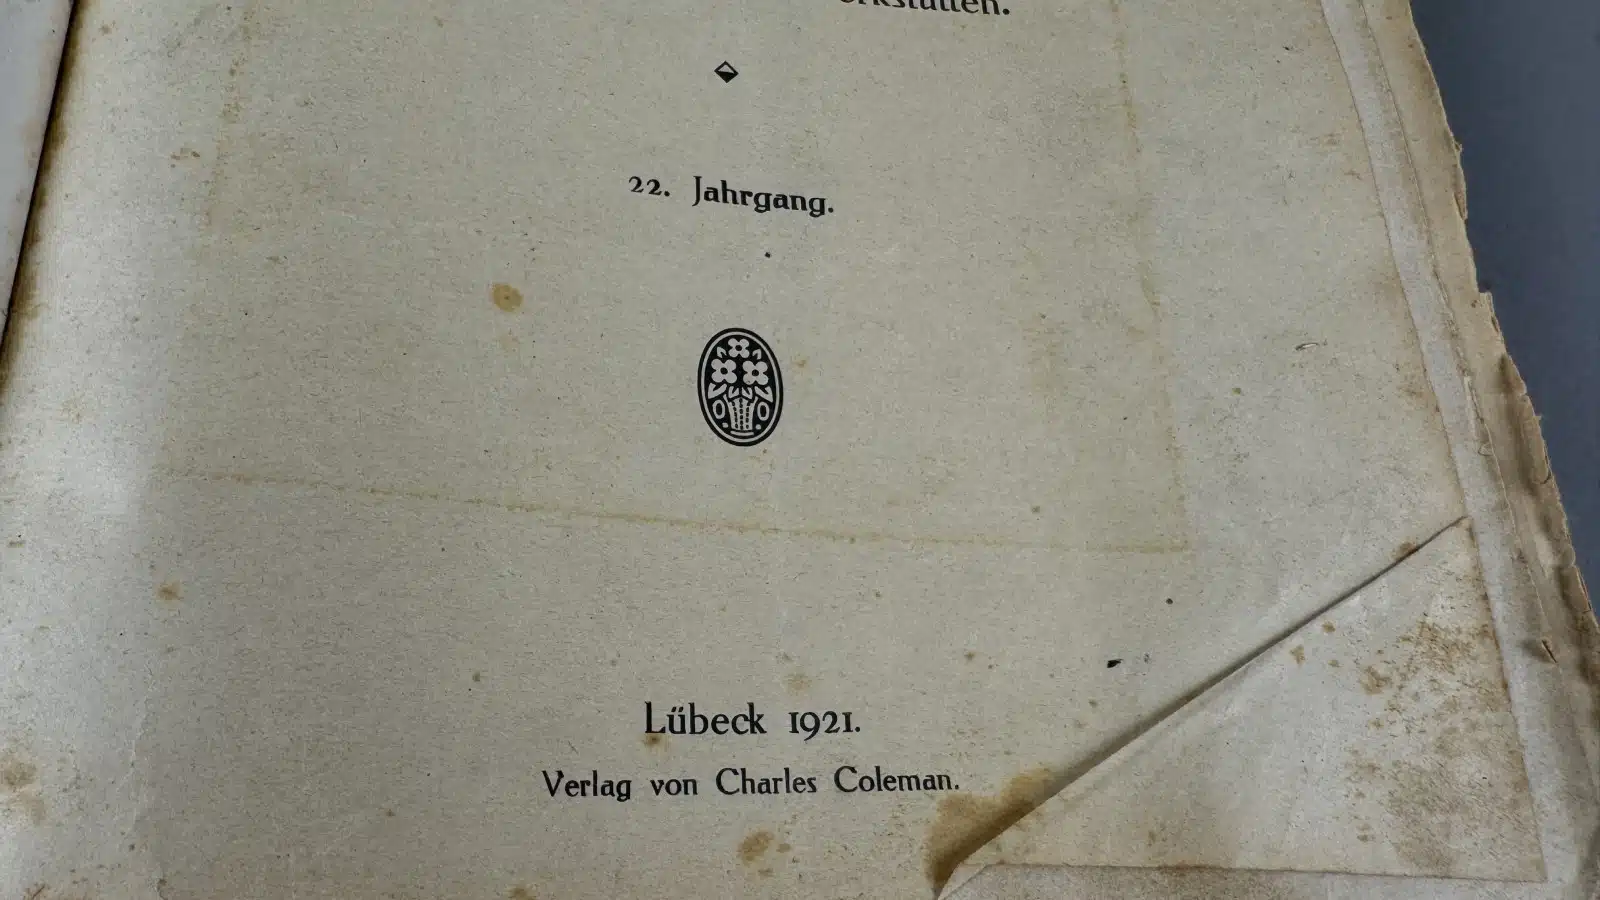 22. Jahrgang.
Lübeck 1921.
Verlag von Charles Coleman.